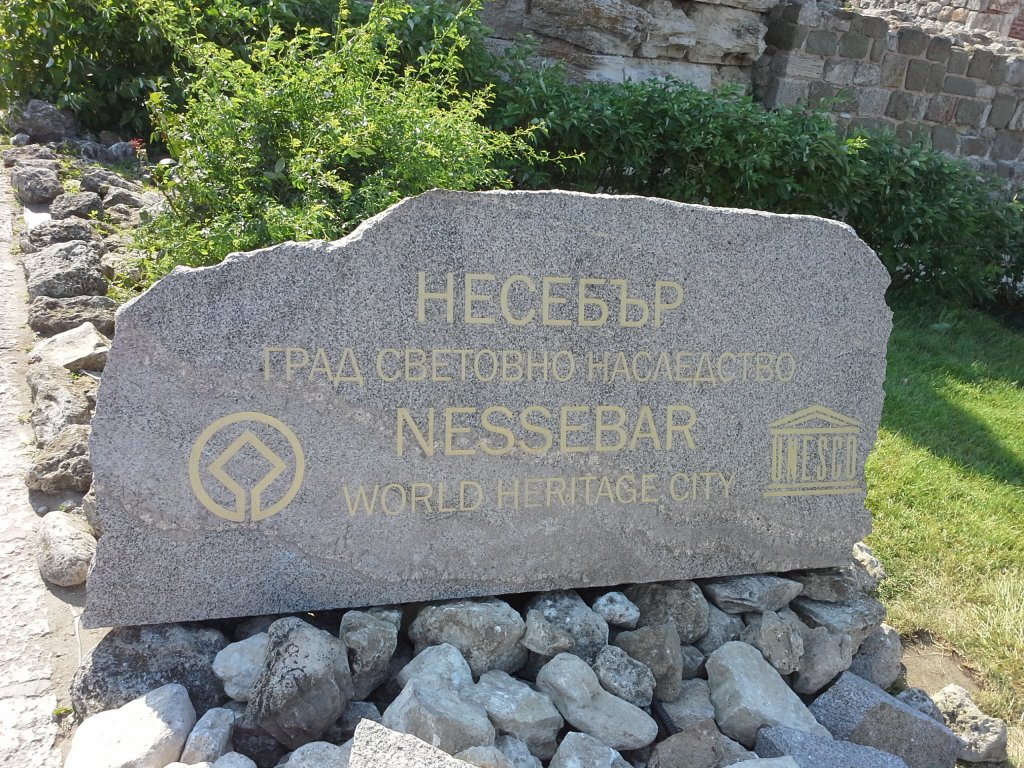 НЕСЕБЪР
ГРАД СВЕТОВНО НАСЛЕДСТВО
NESSEBAR
WORLD HERITAGE CITY
UNESCO